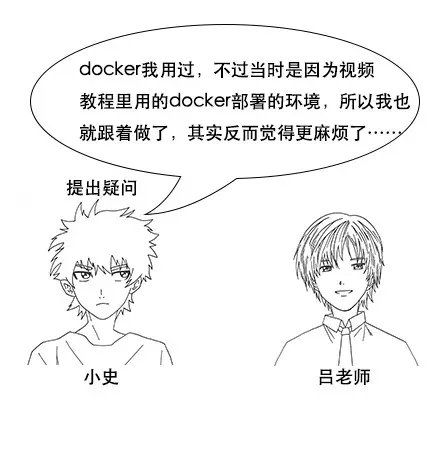 docker我用过，不过当时是因为视频
教程里用的docker部署的环境，所以我也
就跟着做了，其实反而觉得更麻烦了……
提出疑问
小史
吕老师